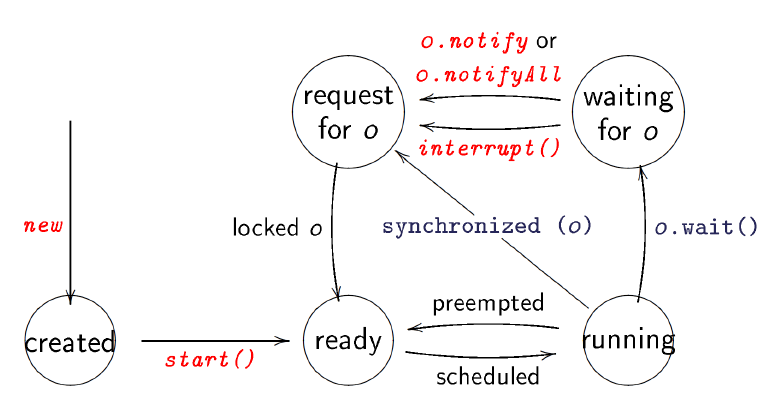 o.notify or
o.notifyAll
request
for o
waiting
for o
interrupt()
new
locked o
synchronized (o)
o.wait()
preempted
created
ready
running
start()
scheduled